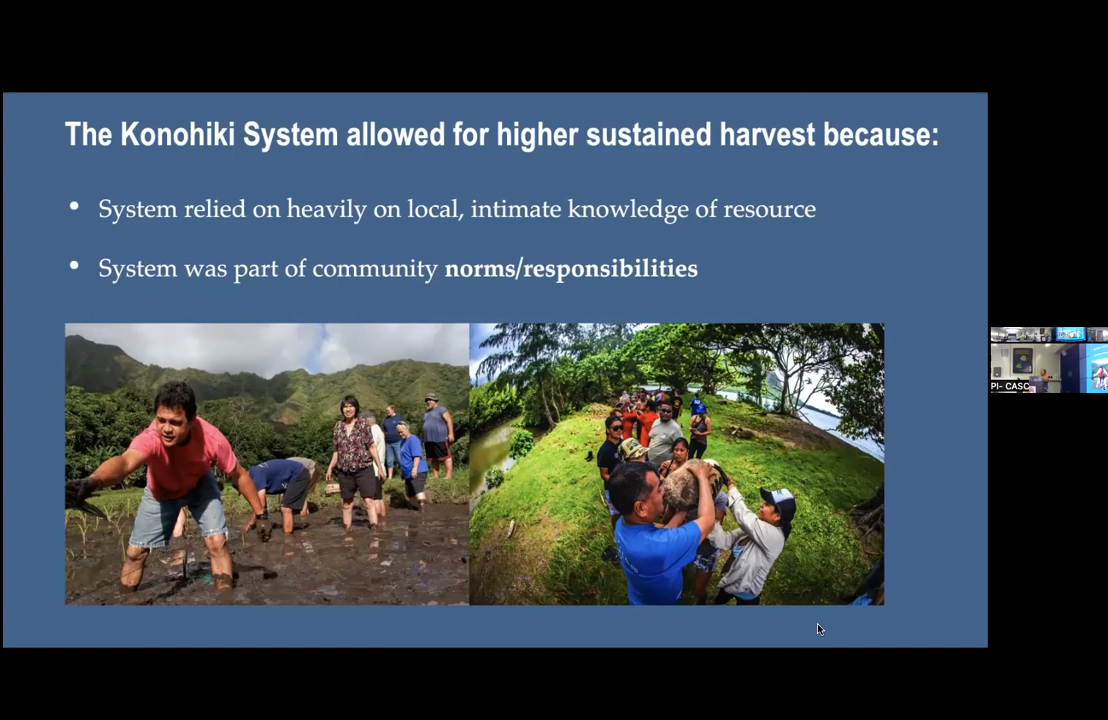 The Konohiki System allowed for higher sustained harvest because:
• System relied on heavily on local, intimate knowledge of resource
• System was part of community norms/responsibilities
PI- CASC